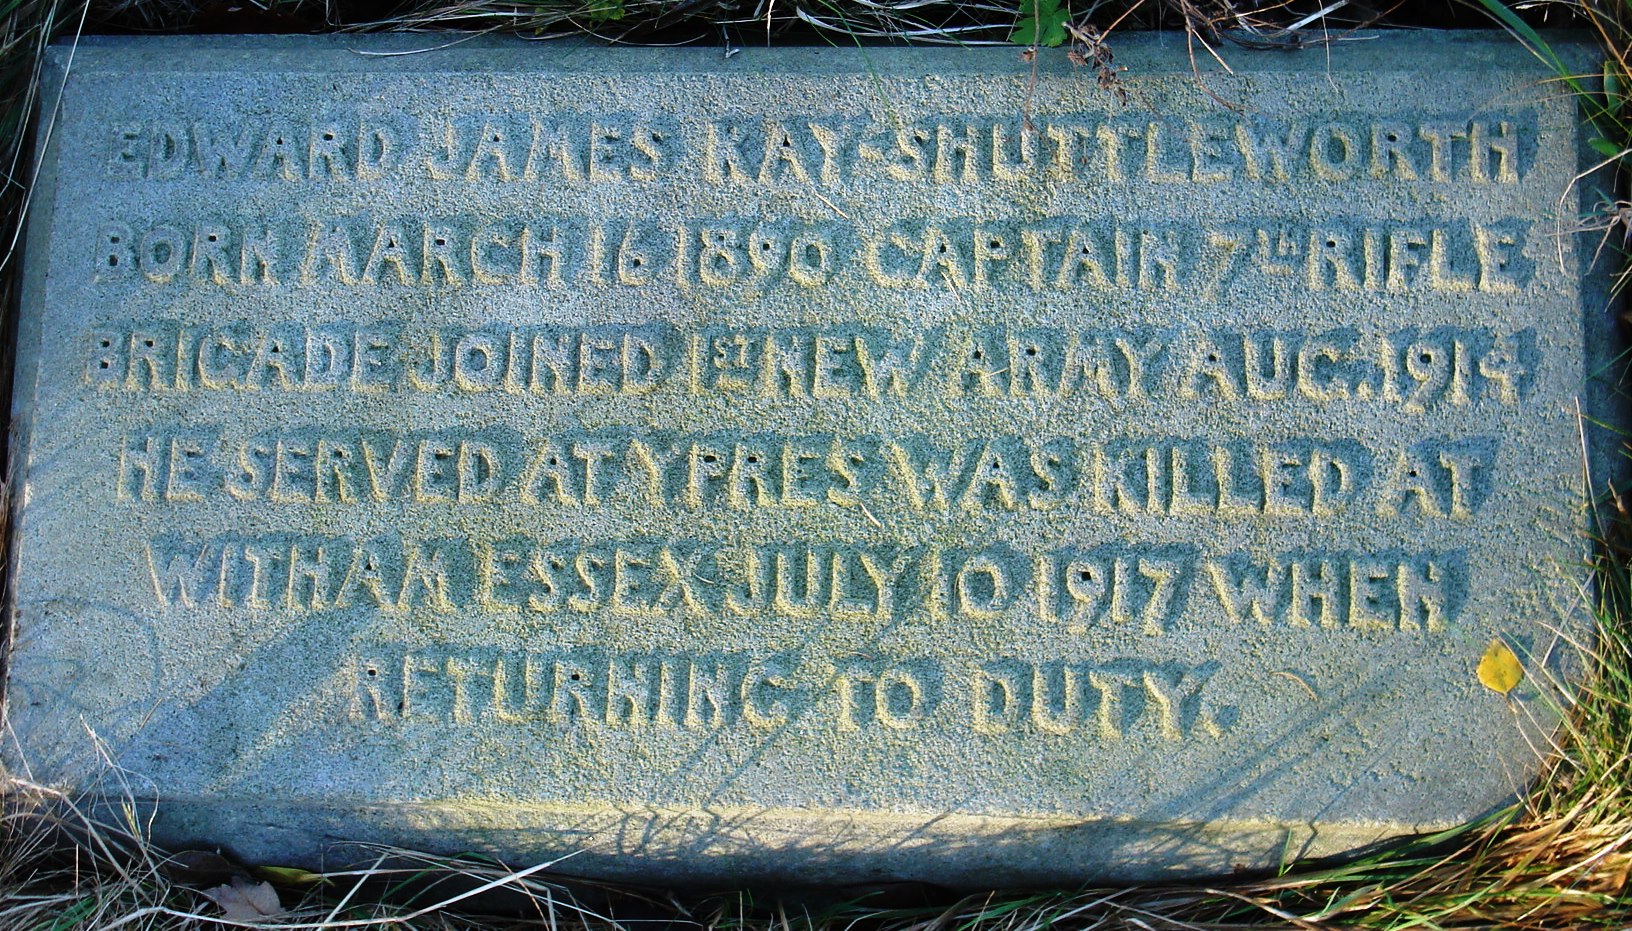 EDWARD JAMES KAY-SHUTTLEWORTH
BORN MARCH 16 1890 CAPTAIN 7TH RIFLE
BRIGADE JOINED 1ST NEW ARMY AUG. 1914
HE SERVED AT YPRES WAS KILLED AT
WITHAM ESSEX JULY 10 1917 WHEN
RETURNING TO DUTY.